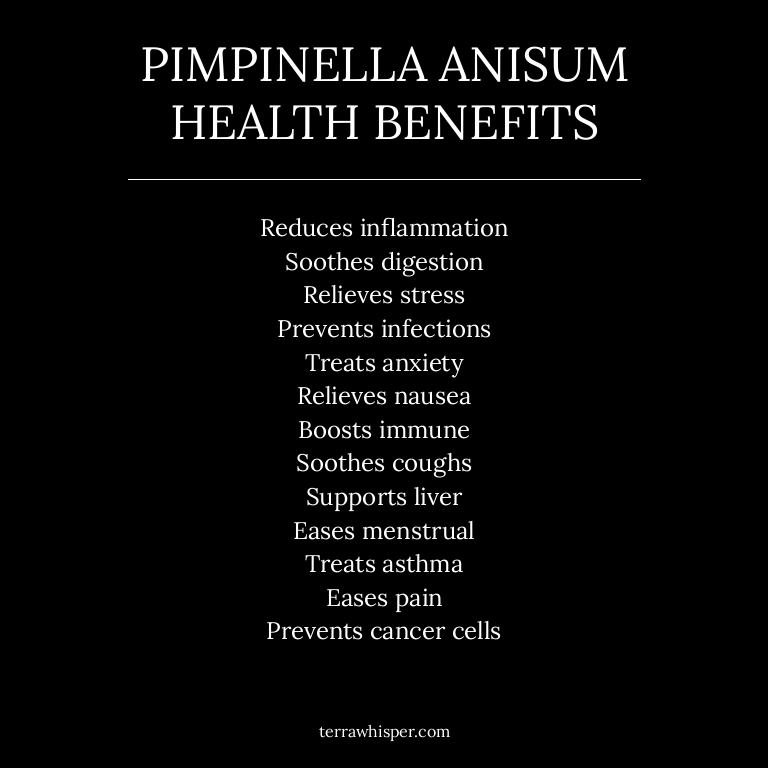 PIMPINELLA ANISUM
HEALTH BENEFITS
Reduces inflammation
Soothes digestion
Relieves stress
Prevents infections
Treats anxiety
Relieves nausea
Boosts immune
Soothes coughs
Supports liver
Eases menstrual
Treats asthma
Eases pain
Prevents cancer cells
terrawhisper.com